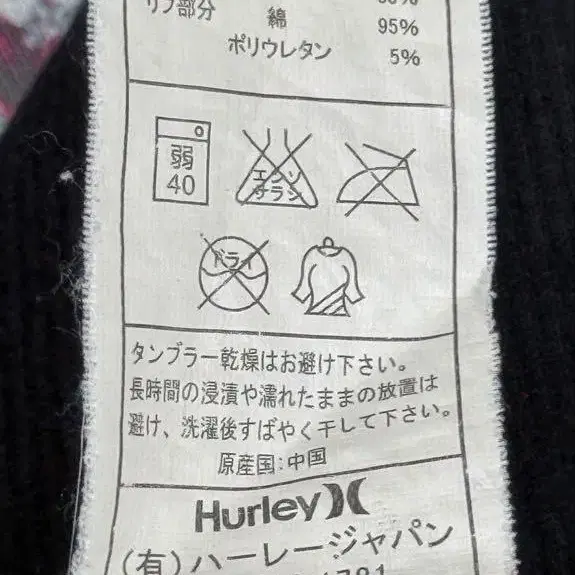 リブ部分
綿 95%
ポリウレタン 5%
弱
40
エンソ
サラシ
ドライ
タンブラー乾燥はお避け下さい。
長時間の浸漬や濡れたままの放置は
避け、洗濯後すばやく干して下さい。
原産国:中国
Hurley
(有)ハーレージャパン